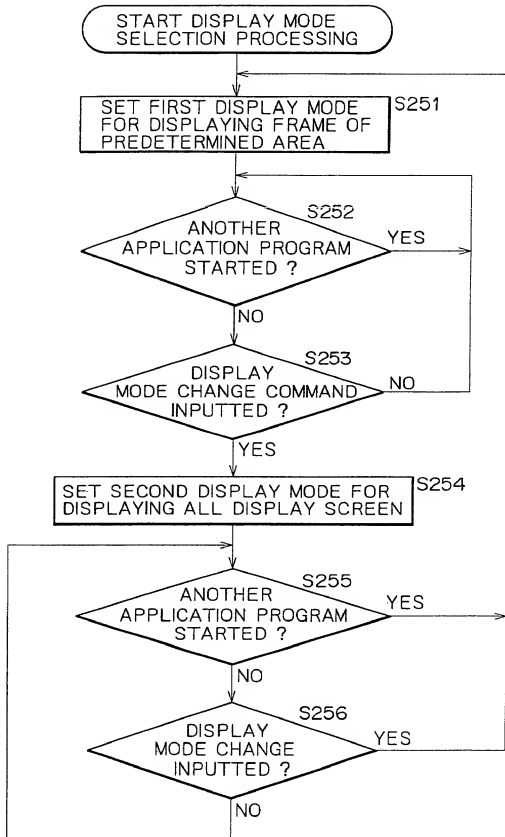 START DISPLAY MODE
SELECTION PROCESSING
S251
SET FIRST DISPLAY MODE
FOR DISPLAYING FRAME OF
PREDETERMINED AREA
S252
ANOTHER
APPLICATION PROGRAM
STARTED ?
YES
NO
S253
DISPLAY
MODE CHANGE COMMAND
INPUTTED ?
NO
YES
S254
SET SECOND DISPLAY MODE FOR
DISPLAYING ALL DISPLAY SCREEN
S255
ANOTHER
APPLICATION PROGRAM
STARTED ?
YES
NO
S256
DISPLAY
MODE CHANGE
INPUTTED ?
YES
NO